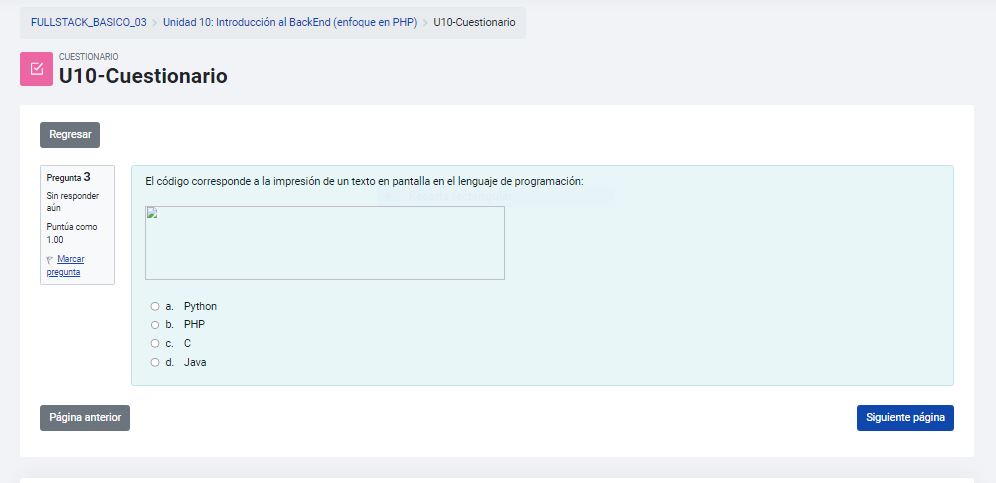 FULLSTACK_BASICO_03 > Unidad 10: Introducción al BackEnd (enfoque en PHP) > U10-Cuestionario
CUESTIONARIO
U10-Cuestionario
Regresar
Pregunta 3
Sin responder
aún
Puntúa como
1.00
Marcar
pregunta
El código corresponde a la impresión de un texto en pantalla en el lenguaje de programación:
a. Python
b. PHP
c. C
d. Java
Página anterior
Siguiente página